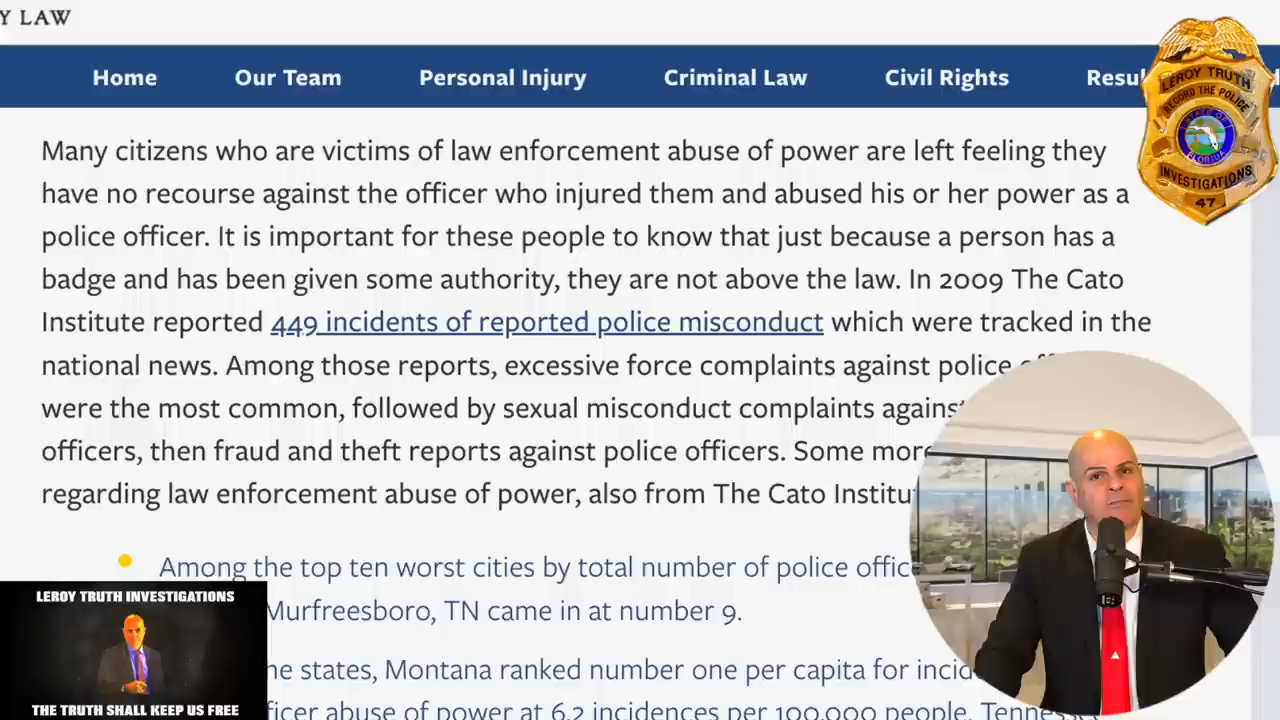 Y LAW
Home Our Team Personal Injury Criminal Law Civil Rights Resul
Many citizens who are victims of law enforcement abuse of power are left feeling they
have no recourse against the officer who injured them and abused his or her power as a
police officer. It is important for these people to know that just because a person has a
badge and has been given some authority, they are not above the law. In 2009 The Cato
Institute reported 449 incidents of reported police misconduct which were tracked in the
national news. Among those reports, excessive force complaints against police
were the most common, followed by sexual misconduct complaints against
officers, then fraud and theft reports against police officers. Some more
regarding law enforcement abuse of power, also from The Cato Institu
Among the top ten worst cities by total number of police offic
Murfreesboro, TN came in at number 9.
he states, Montana ranked number one per capita for incid
ficer abuse of power at 6.2 incidences per 100,000 people. Tennes
LEROY TRUTH
RECORD THE POLICE
STATE OF
FLORIDA
INVESTIGATIONS
47
LEROY TRUTH INVESTIGATIONS
THE TRUTH SHALL KEEP US FREE